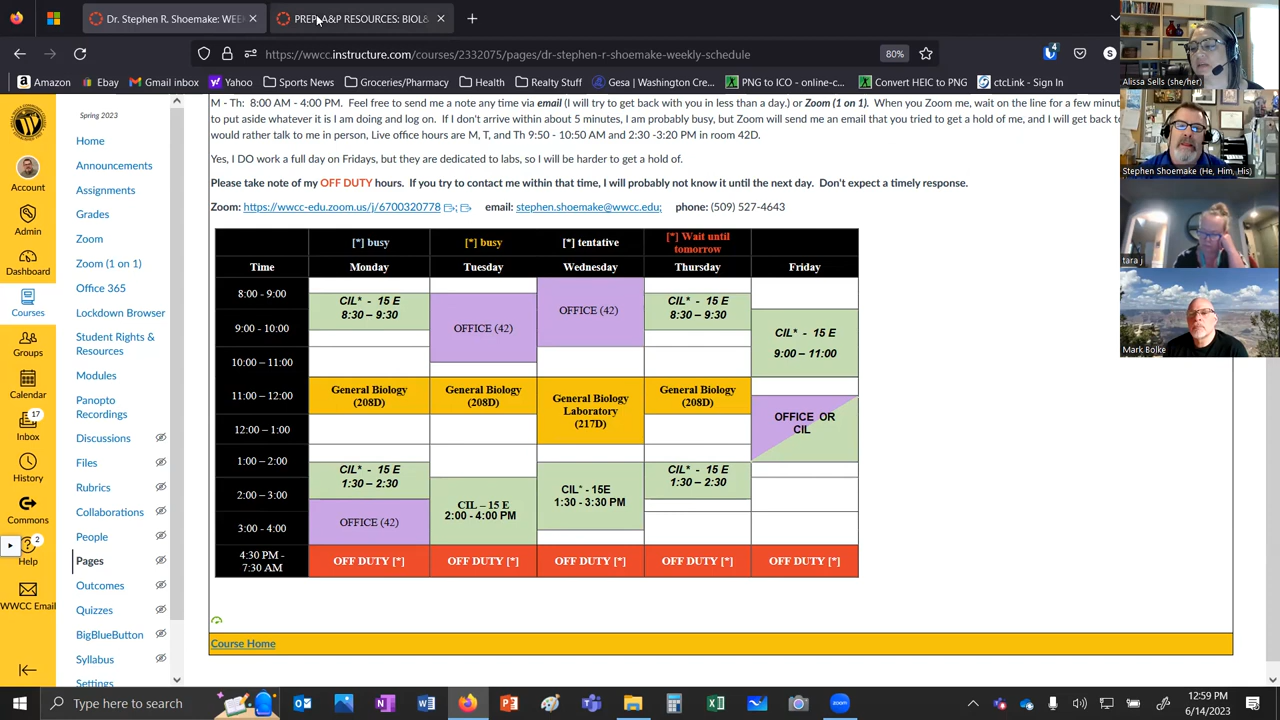 Dr. Stephen R. Shoemake: WEE
PREP A&P RESOURCES: BIOL&
https://wwcc.instructure.com/courses/2337075/pages/dr-stephen-r-shoemake-weekly-schedule
80%
Amazon
Ebay
Gmail inbox
Yahoo
Sports News
Groceries/Pharmacy
Health
Routine Bills
Gesa | Washington Cre...
PNG to ICO - online-c...
Convert HEIC to PNG
ctcLink - Sign In
Account
Admin
Dashboard
Courses
Groups
Calendar
17
Inbox
History
Commons
2
Help
WWCC Email
Spring 2023
Home
Announcements
Assignments
Grades
Zoom
Zoom (1 on 1)
Office 365
Lockdown Browser
Student Rights &
Resources
Modules
Panopto
Recordings
Discussions
Files
Rubrics
Collaborations
People
Pages
Outcomes
Quizzes
BigBlueButton
Syllabus
Settings
M - Th: 8:00 AM - 4:00 PM. Feel free to send me a note any time via email (I will try to get back with you in less than a day.) or Zoom (1 on 1). When you Zoom me, wait on the line for a few minut
to put aside whatever it is I am doing and log on. If I don't arrive within about 5 minutes, I am probably busy, but Zoom will send me an email that you tried to get a hold of me, and I will get back to
would rather talk to me in person, Live office hours are M, T, and Th 9:50 - 10:50 AM and 2:30 -3:20 PM in room 42D.
Yes, I DO work a full day on Fridays, but they are dedicated to labs, so I will be harder to get a hold of.
Please take note of my OFF DUTY hours. If you try to contact me within that time, I will probably not know it until the next day. Don't expect a timely response.
Zoom: https://wwcc-edu.zoom.us/j/6700320778 ; email: stephen.shoemake@wwcc.edu; phone: (509) 527-4643
[*] busy
[*] busy
[*] tentative
[*] Wait until
tomorrow
Time
Monday
Tuesday
Wednesday
Thursday
Friday
8:00 - 9:00
9:00 - 10:00
10:00 - 11:00
11:00 - 12:00
12:00 - 1:00
1:00 - 2:00
2:00 - 3:00
3:00 - 4:00
4:30 PM -
7:30 AM
CIL* - 15 E
8:30 – 9:30
General Biology
(208D)
CIL* - 15 E
1:30 - 2:30
OFFICE (42)
OFF DUTY [*]
OFFICE (42)
General Biology
(208D)
CIL – 15 E
2:00 - 4:00 PM
OFF DUTY [*]
OFFICE (42)
General Biology
Laboratory
(217D)
CIL* - 15E
1:30 - 3:30 PM
OFF DUTY [*]
CIL* - 15 E
8:30 – 9:30
General Biology
(208D)
CIL* - 15 E
1:30 - 2:30
OFF DUTY [*]
CIL* - 15 E
9:00 - 11:00
OFFICE OR
CIL
OFF DUTY [*]
Course Home
Alissa Sells (she/her)
Stephen Shoemake (He, Him, His)
tara j
Mark Bolke
Type here to search
12:59 PM
6/14/2023